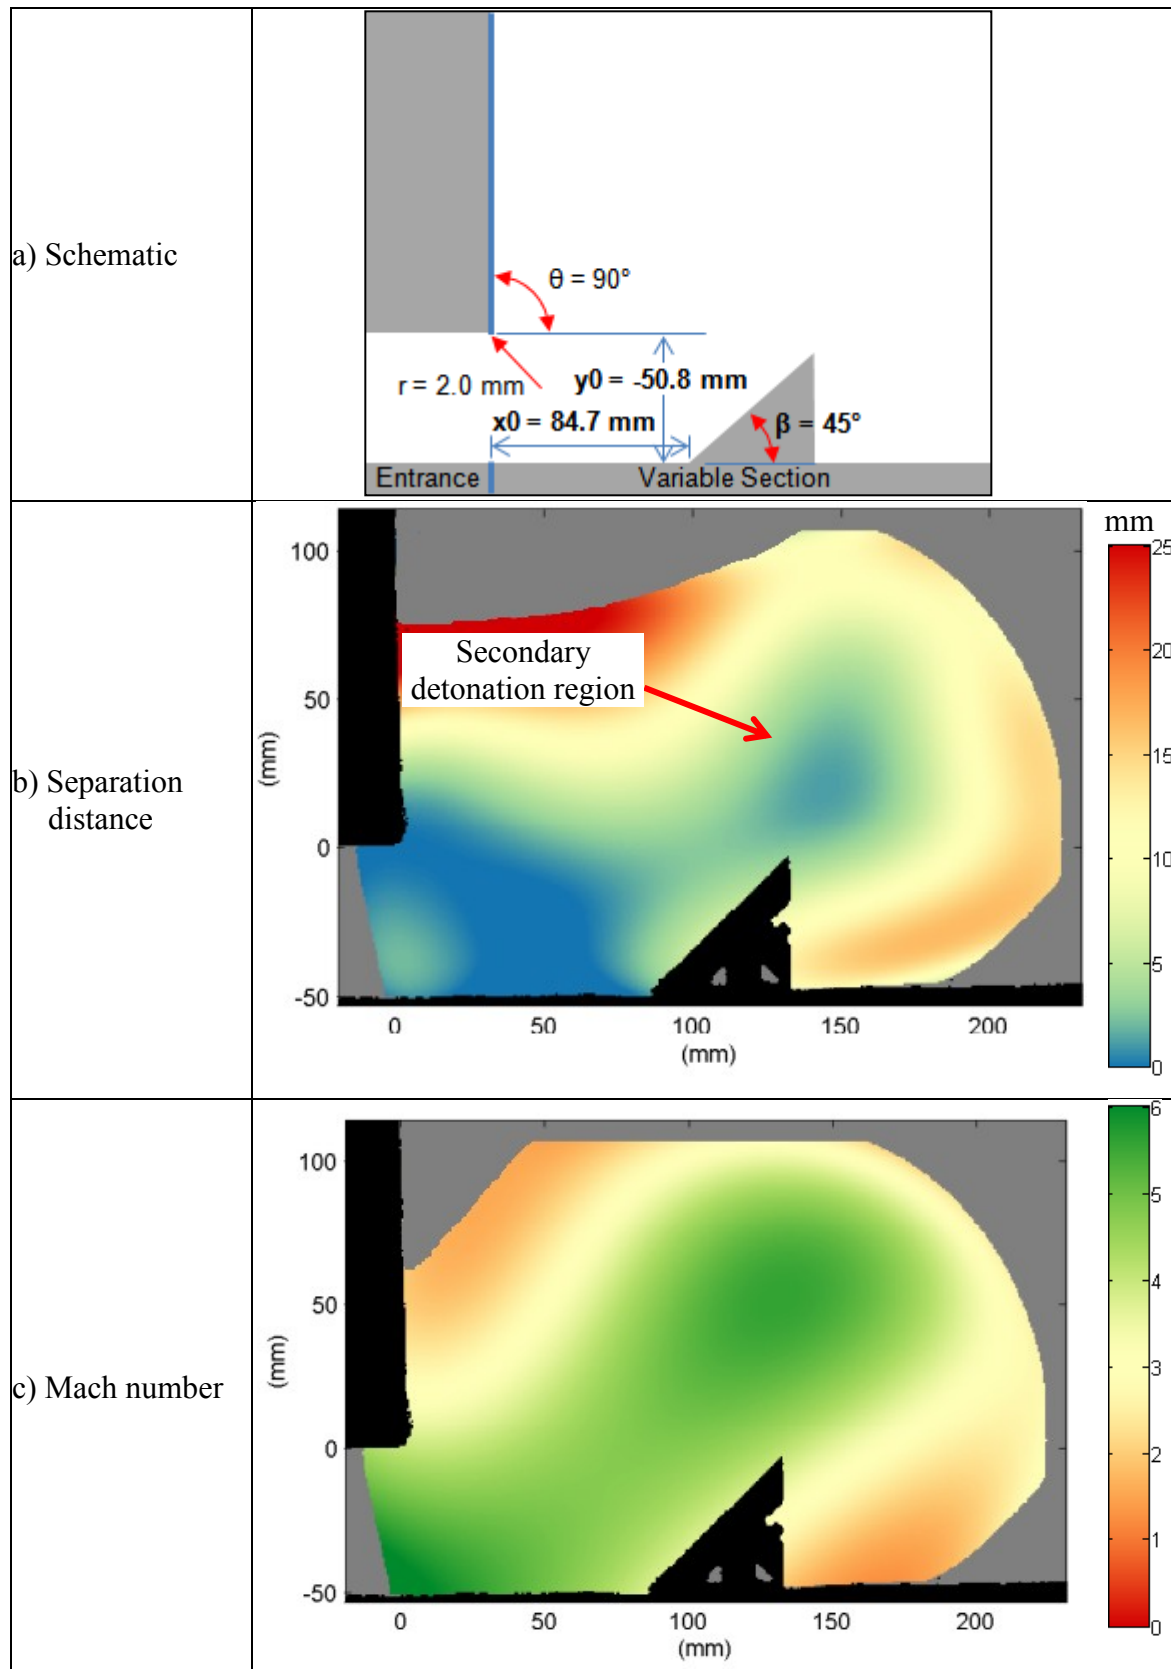 a) Schematic
θ = 90°
r = 2.0 mm
y0 = -50.8 mm
x0 = 84.7 mm
β = 45°
Entrance
Variable Section
b) Separation
distance
mm
25
20
15
10
5
0
100
50
0
-50
(mm)
Secondary
detonation region
0
50
100
150
200
(mm)
c) Mach number
6
5
4
3
2
1
0
100
50
0
-50
(mm)
0
50
100
150
200
(mm)